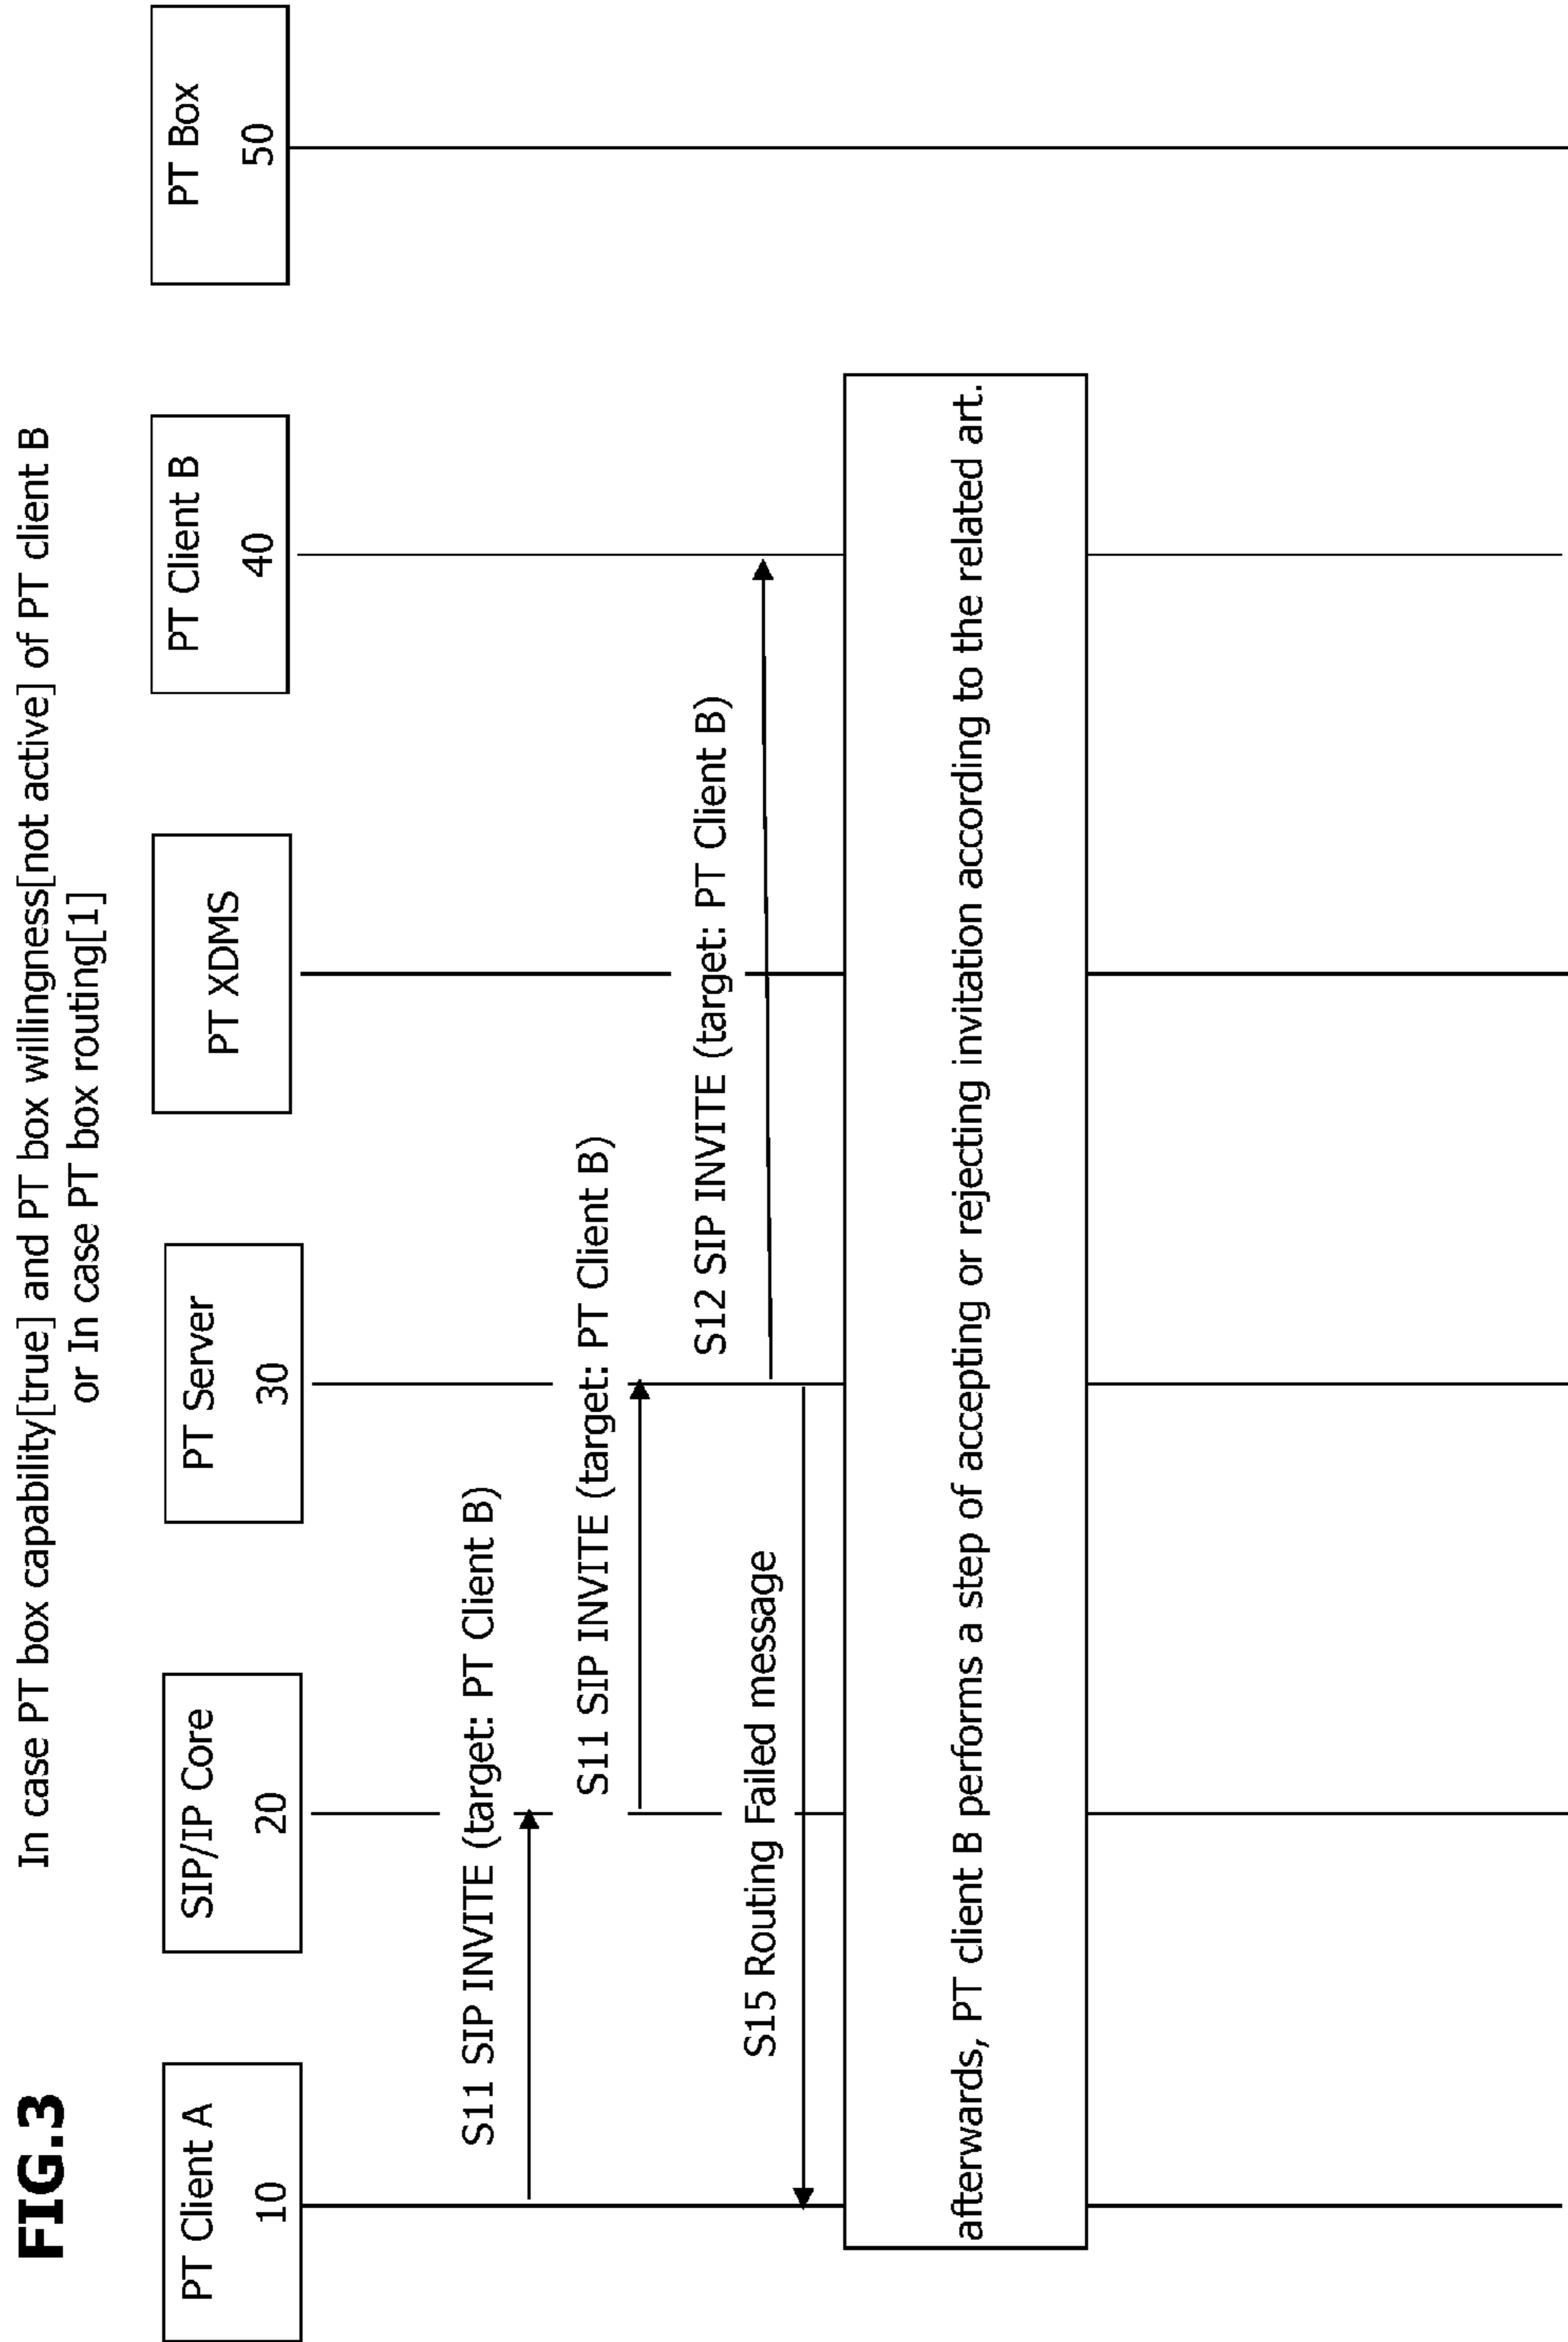 FIG.3
In case PT box capability[true] and PT box willingness[not active] of PT client B
or In case PT box routing[1]
PT Client A
10
SIP/IP Core
20
PT Server
30
PT XDMS
PT Client B
40
PT Box
50
S11 SIP INVITE (target: PT Client B)
S11 SIP INVITE (target: PT Client B)
S12 SIP INVITE (target: PT Client B)
S15 Routing Failed message
afterwards, PT client B performs a step of accepting or rejecting invitation according to the related art.